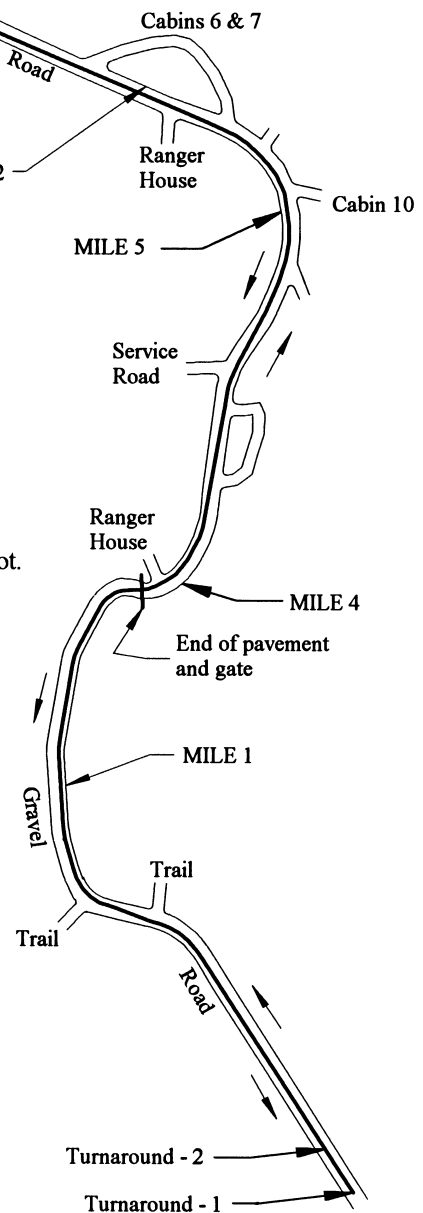 Cabins 6 & 7
Road
2
Ranger
House
Cabin 10
MILE 5
Service
Road
Ranger
House
ot.
MILE 4
End of pavement
and gate
MILE 1
Gravel
Trail
Trail
Road
Turnaround - 2
Turnaround - 1